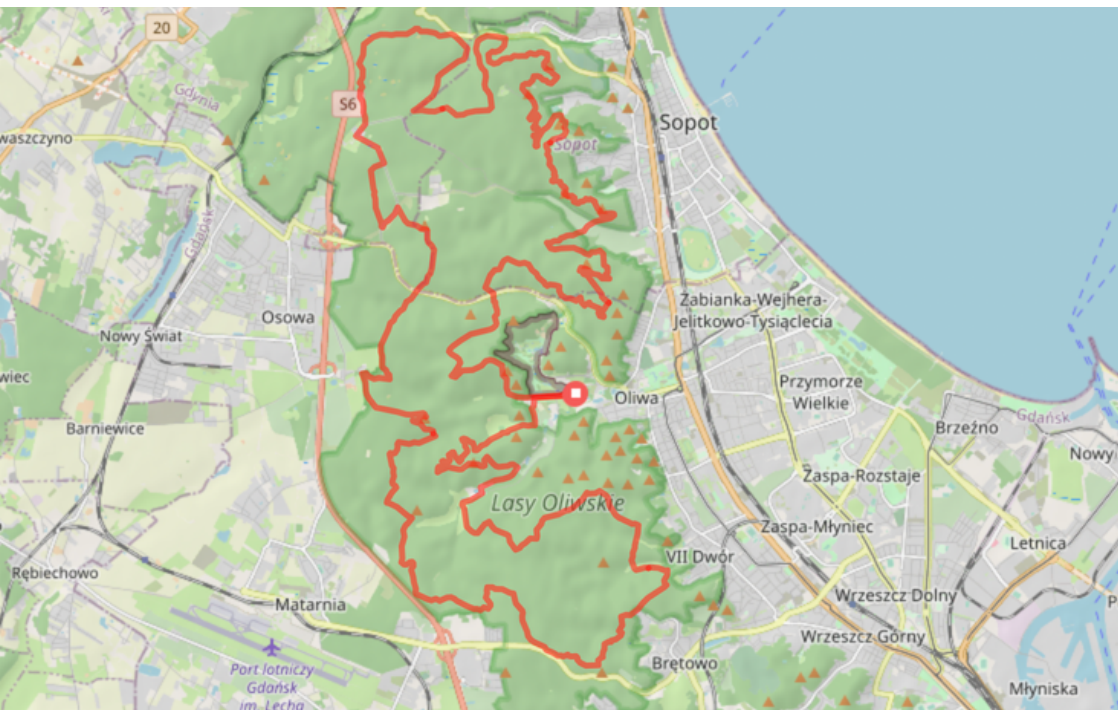 20
Gdynia
S6
Sopot
waszczyno
Sopot
Gdańsk
Żabianka-Wejhera-
Jelitkowo-Tysiąclecia
Osowa
Nowy Świat
wiec
Przymorze
Wielkie
Oliwa
Gdańsk
Barniewice
Brzeźno
Nowy
Zaspa-Rozstaje
Lasy Oliwskie
Zaspa-Młyniec
Letnica
VII Dwór
Rębiechowo
Wrzeszcz Dolny
P
Matarnia
Wrzeszcz Górny
Port lotniczy
Gdańsk
im. Lecha
Brętowo
Młyniska